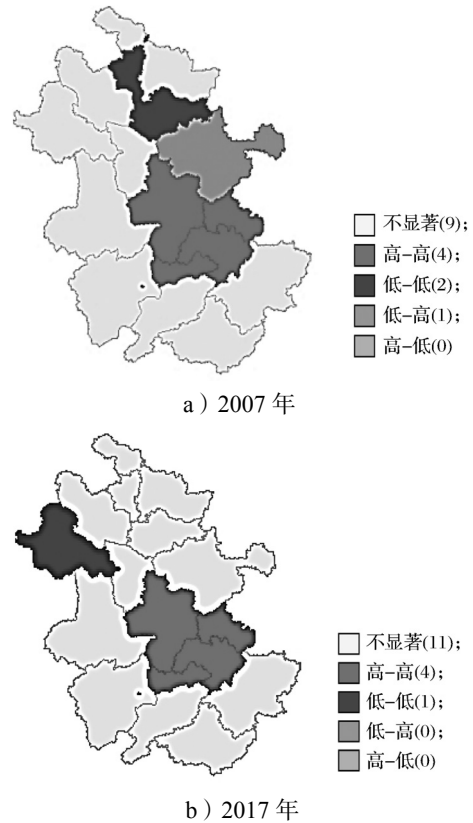 不显著(9);
高-高(4);
低-低(2);
低-高(1);
高-低(0)
a）2007 年
不显著(11);
高-高(4);
低-低(1);
低-高(0);
高-低(0)
b）2017 年